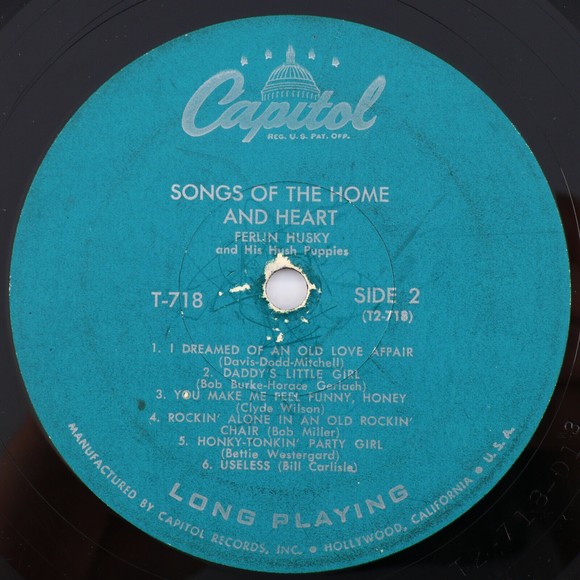 Capitol
REG. U.S. PAT. OFF.
SONGS OF THE HOME
AND HEART
FERLIN HUSKY
and His Hush Puppies
T-718
SIDE 2
(T2-718)
1. I DREAMED OF AN OLD LOVE AFFAIR
(Davis-Dodd-Mitchell)
2. DADDY'S LITTLE GIRL
(Bob Burke-Horace Gerlach)
3. YOU MAKE ME FEEL FUNNY, HONEY
(Clyde Wilson)
4. ROCKIN' ALONE IN AN OLD ROCKIN'
CHAIR (Bob Miller)
5. HONKY-TONKIN' PARTY GIRL
(Bettie Westergard)
6. USELESS (Bill Carlisle)
LONG PLAYING
MANUFACTURED BY CAPITOL RECORDS, INC. • HOLLYWOOD, CALIFORNIA • U.S.A.